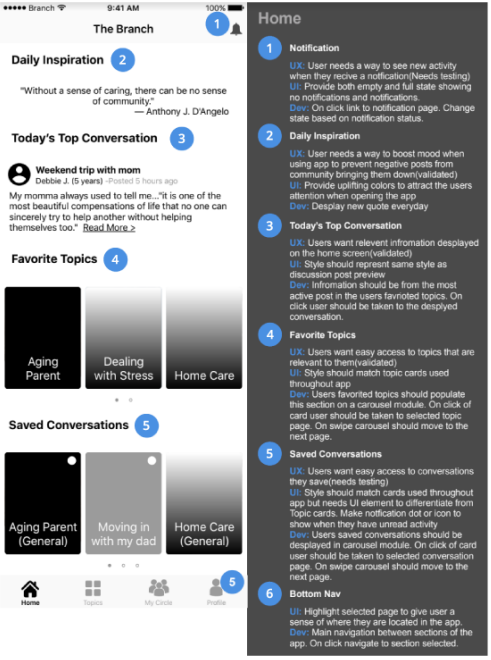 Branch
9:41 AM
100%
The Branch
1
Daily Inspiration
2
"Without a sense of caring, there can be no sense
of community."
— Anthony J. D'Angelo
Today's Top Conversation
3
Weekend trip with mom
Debbie J. (5 years) -Posted 5 hours ago
My momma always used to tell me..."it is one of the
most beautiful compensations of life that no one can
sincerely try to help another without helping
themselves too." Read More >
Favorite Topics
4
Aging
Parent
Dealing
with Stress
Home Care
Saved Conversations
5
Aging Parent
(General)
Moving in
with my dad
Home Care
(General)
Home
Topics
My Circle
Profile
5
Home
1
Notification
UX: User needs a way to see new activity
when they recive a notfication(Needs testing)
UI: Provide both empty and full state showing
no notifications and notifications.
Dev: On click link to notification page. Change
state based on notification status.
2
Daily Inspiration
UX: User needs a way to boost mood when
using app to prevent negative posts from
community bringing them down(validated)
UI: Provide uplifting colors to attract the users
attention when opening the app
Dev: Desplay new quote everyday
3
Today's Top Conversation
UX: Users want relevent infromation desplayed
on the home screen(validated)
UI: Style should represnt same style as
discussion post preview
Dev: Infromation should be from the most
active post in the users favrioted topics. On
click user should be taken to the desplyed
conversation.
4
Favorite Topics
UX: Users want easy access to topics that are
relevant to them(validated)
UI: Style should match topic cards used
throughout app
Dev: Users favorited topics should populate
this section on a carousel module. On click of
card user should be taken to selected topic
page. On swipe carousel should move to the
next page.
5
Saved Conversations
UX: Users want easy access to conversations
they save(needs testing)
UI: Style should match cards used throughout
app but needs UI element to differentiate from
Topic cards. Make notifcation dot or icon to
show when they have unread activity
Dev: Users saved conversations should be
desplayed in carousel module. On click of card
user should be taken to selected conversation
page. On swipe carousel should move to the
next page.
6
Bottom Nav
UI: Highlight selected page to give user a
sense of where they are located in the app.
Dev: Main navigation between sections of the
app. On click navigate to section selected.